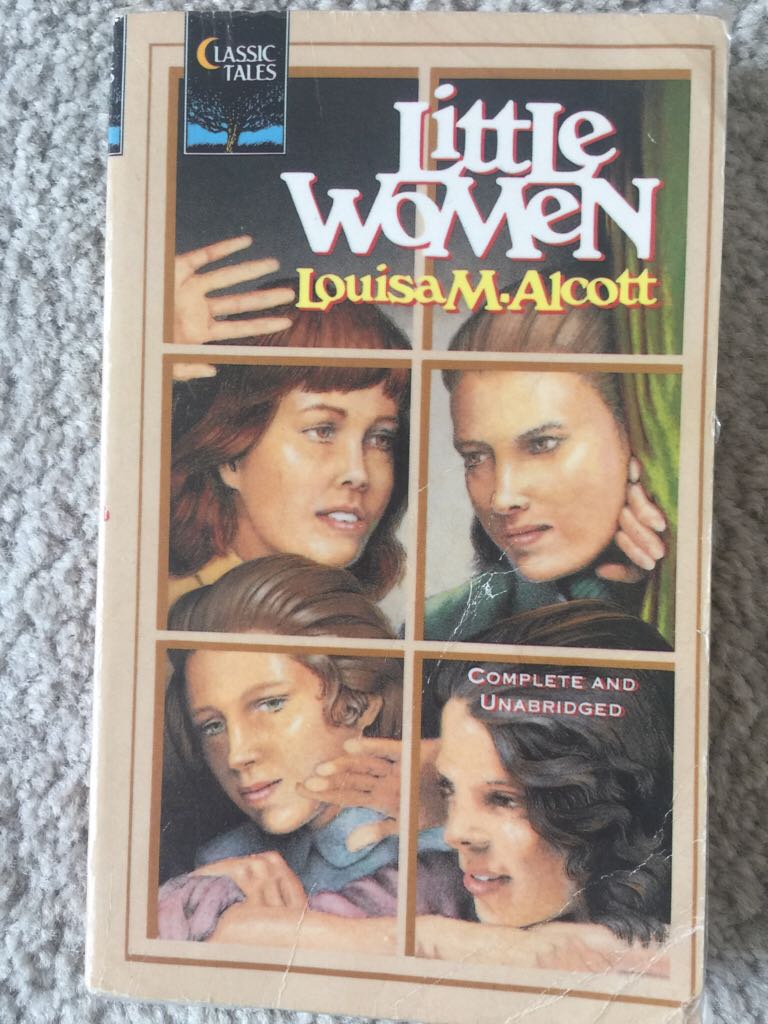 CLASSIC
TALES
Little
Women
Louisa M. Alcott
COMPLETE AND
UNABRIDGED